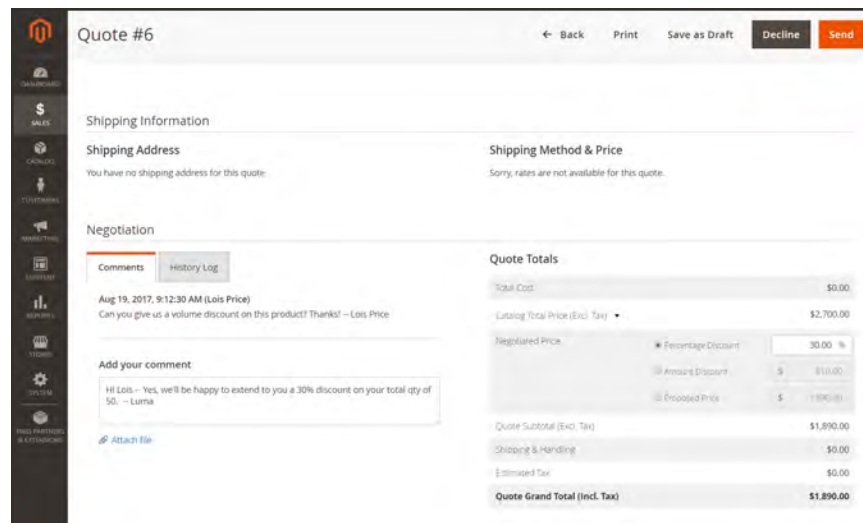 Quote #6
← Back Print Save as Draft Decline Send
DASHBOARD
SALES
CATALOG
CUSTOMERS
MARKETING
CONTENT
REPORTS
STORES
SYSTEM
FIND PARTNERS
& EXTENSIONS
Shipping Information
Shipping Address
You have no shipping address for this quote
Shipping Method & Price
Sorry, rates are not available for this quote.
Negotiation
Comments History Log
Aug 19, 2017, 9:12:30 AM (Lois Price)
Can you give us a volume discount on this product? Thanks! -- Lois Price
Add your comment
Hi Lois -- Yes, we'll be happy to extend to you a 30% discount on your total qty of
50. -- Luma
Attach file
Quote Totals
Total Cost $0.00
Catalog Total Price (Excl. Tax) $2,700.00
Negotiated Price Percentage Discount 30.00 %
Amount Discount $ 810.00
Proposed Price $ 1890.00
Quote Subtotal (Excl. Tax) $1,890.00
Shipping & Handling $0.00
Estimated Tax $0.00
Quote Grand Total (Incl. Tax) $1,890.00